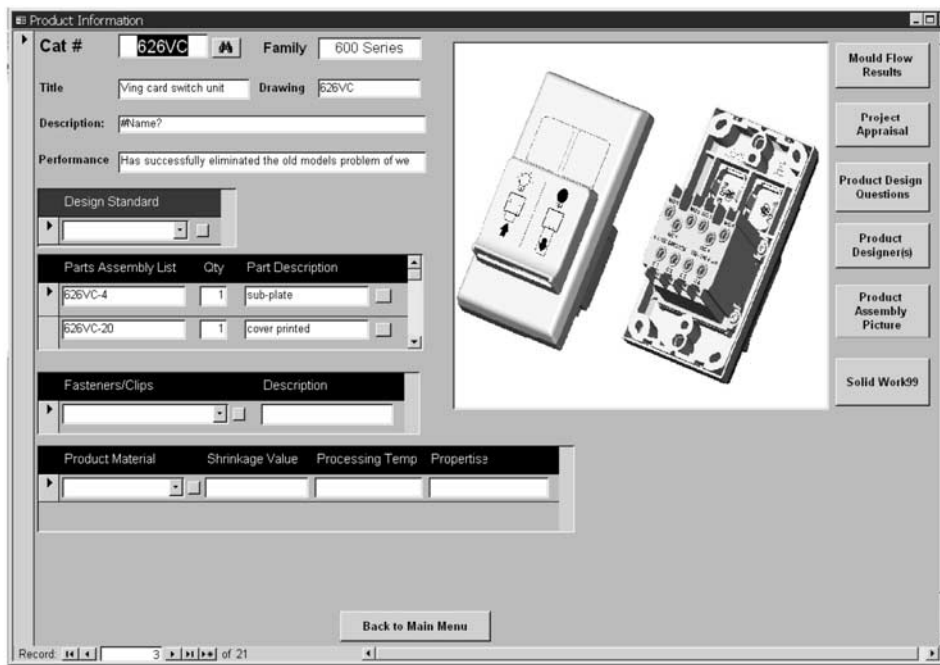 Product Information
Cat # 626VC Family 600 Series
Title Ving card switch unit Drawing 626VC
Description: #Name?
Performance Has successfully eliminated the old models problem of we
Design Standard
Parts Assembly List Qty Part Description
626VC-4 1 sub-plate
626VC-20 1 cover printed
Fasteners/Clips Description
Product Material Shrinkage Value Processing Temp Propertise
Mould Flow
Results
Project
Appraisal
Product Design
Questions
Product
Designer(s)
Product
Assembly
Picture
Solid Work99
Back to Main Menu
Record: 3 of 21